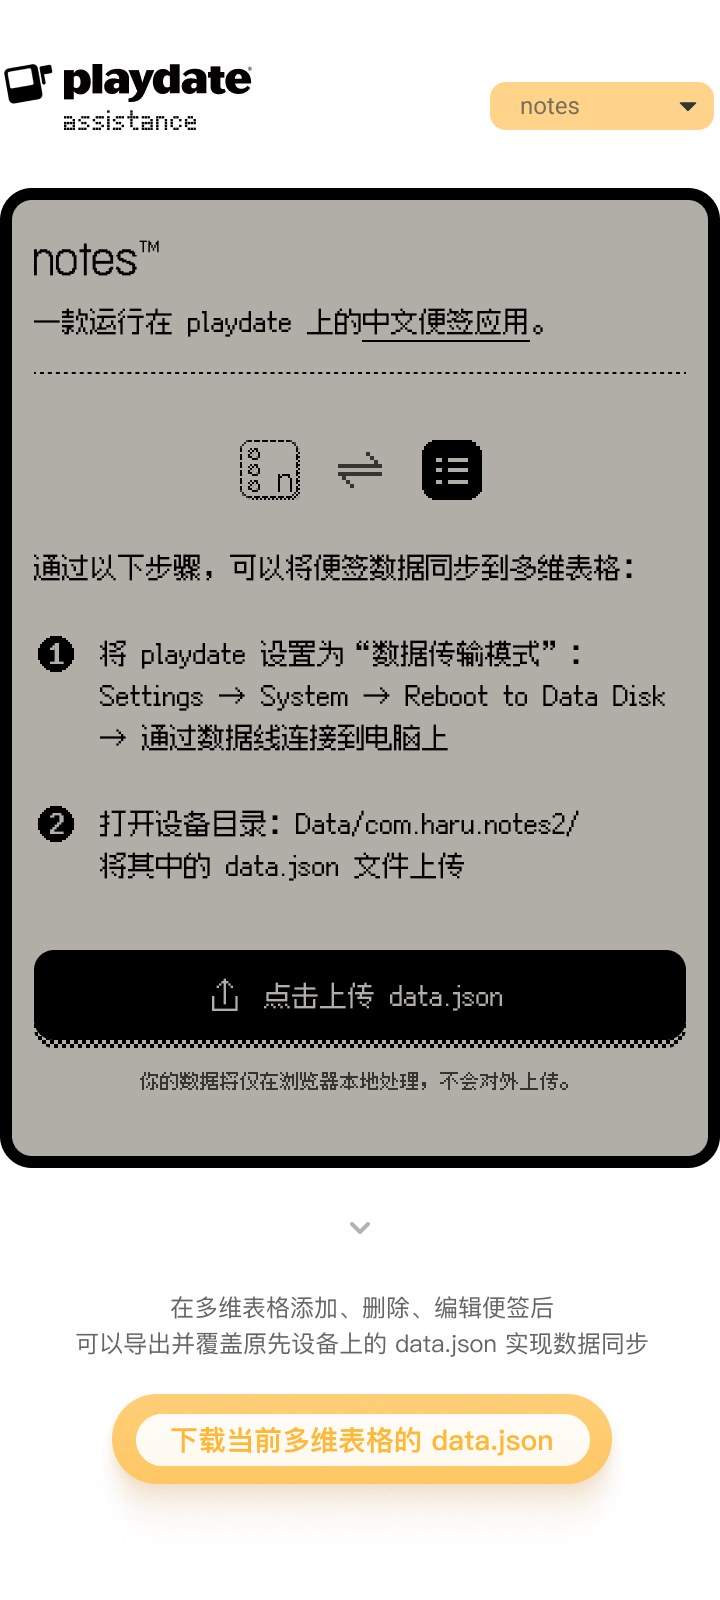 playdate
assistance
notes
notes™
一款运行在 playdate 上的中文便签应用。
n
通过以下步骤，可以将便签数据同步到多维表格：
1 将 playdate 设置为“数据传输模式”：
Settings → System → Reboot to Data Disk
→ 通过数据线连接到电脑上
2 打开设备目录：Data/com.haru.notes2/
将其中的 data.json 文件上传
点击上传 data.json
你的数据将仅在浏览器本地处理，不会对外上传。
在多维表格添加、删除、编辑便签后
可以导出并覆盖原先设备上的 data.json 实现数据同步
下载当前多维表格的 data.json